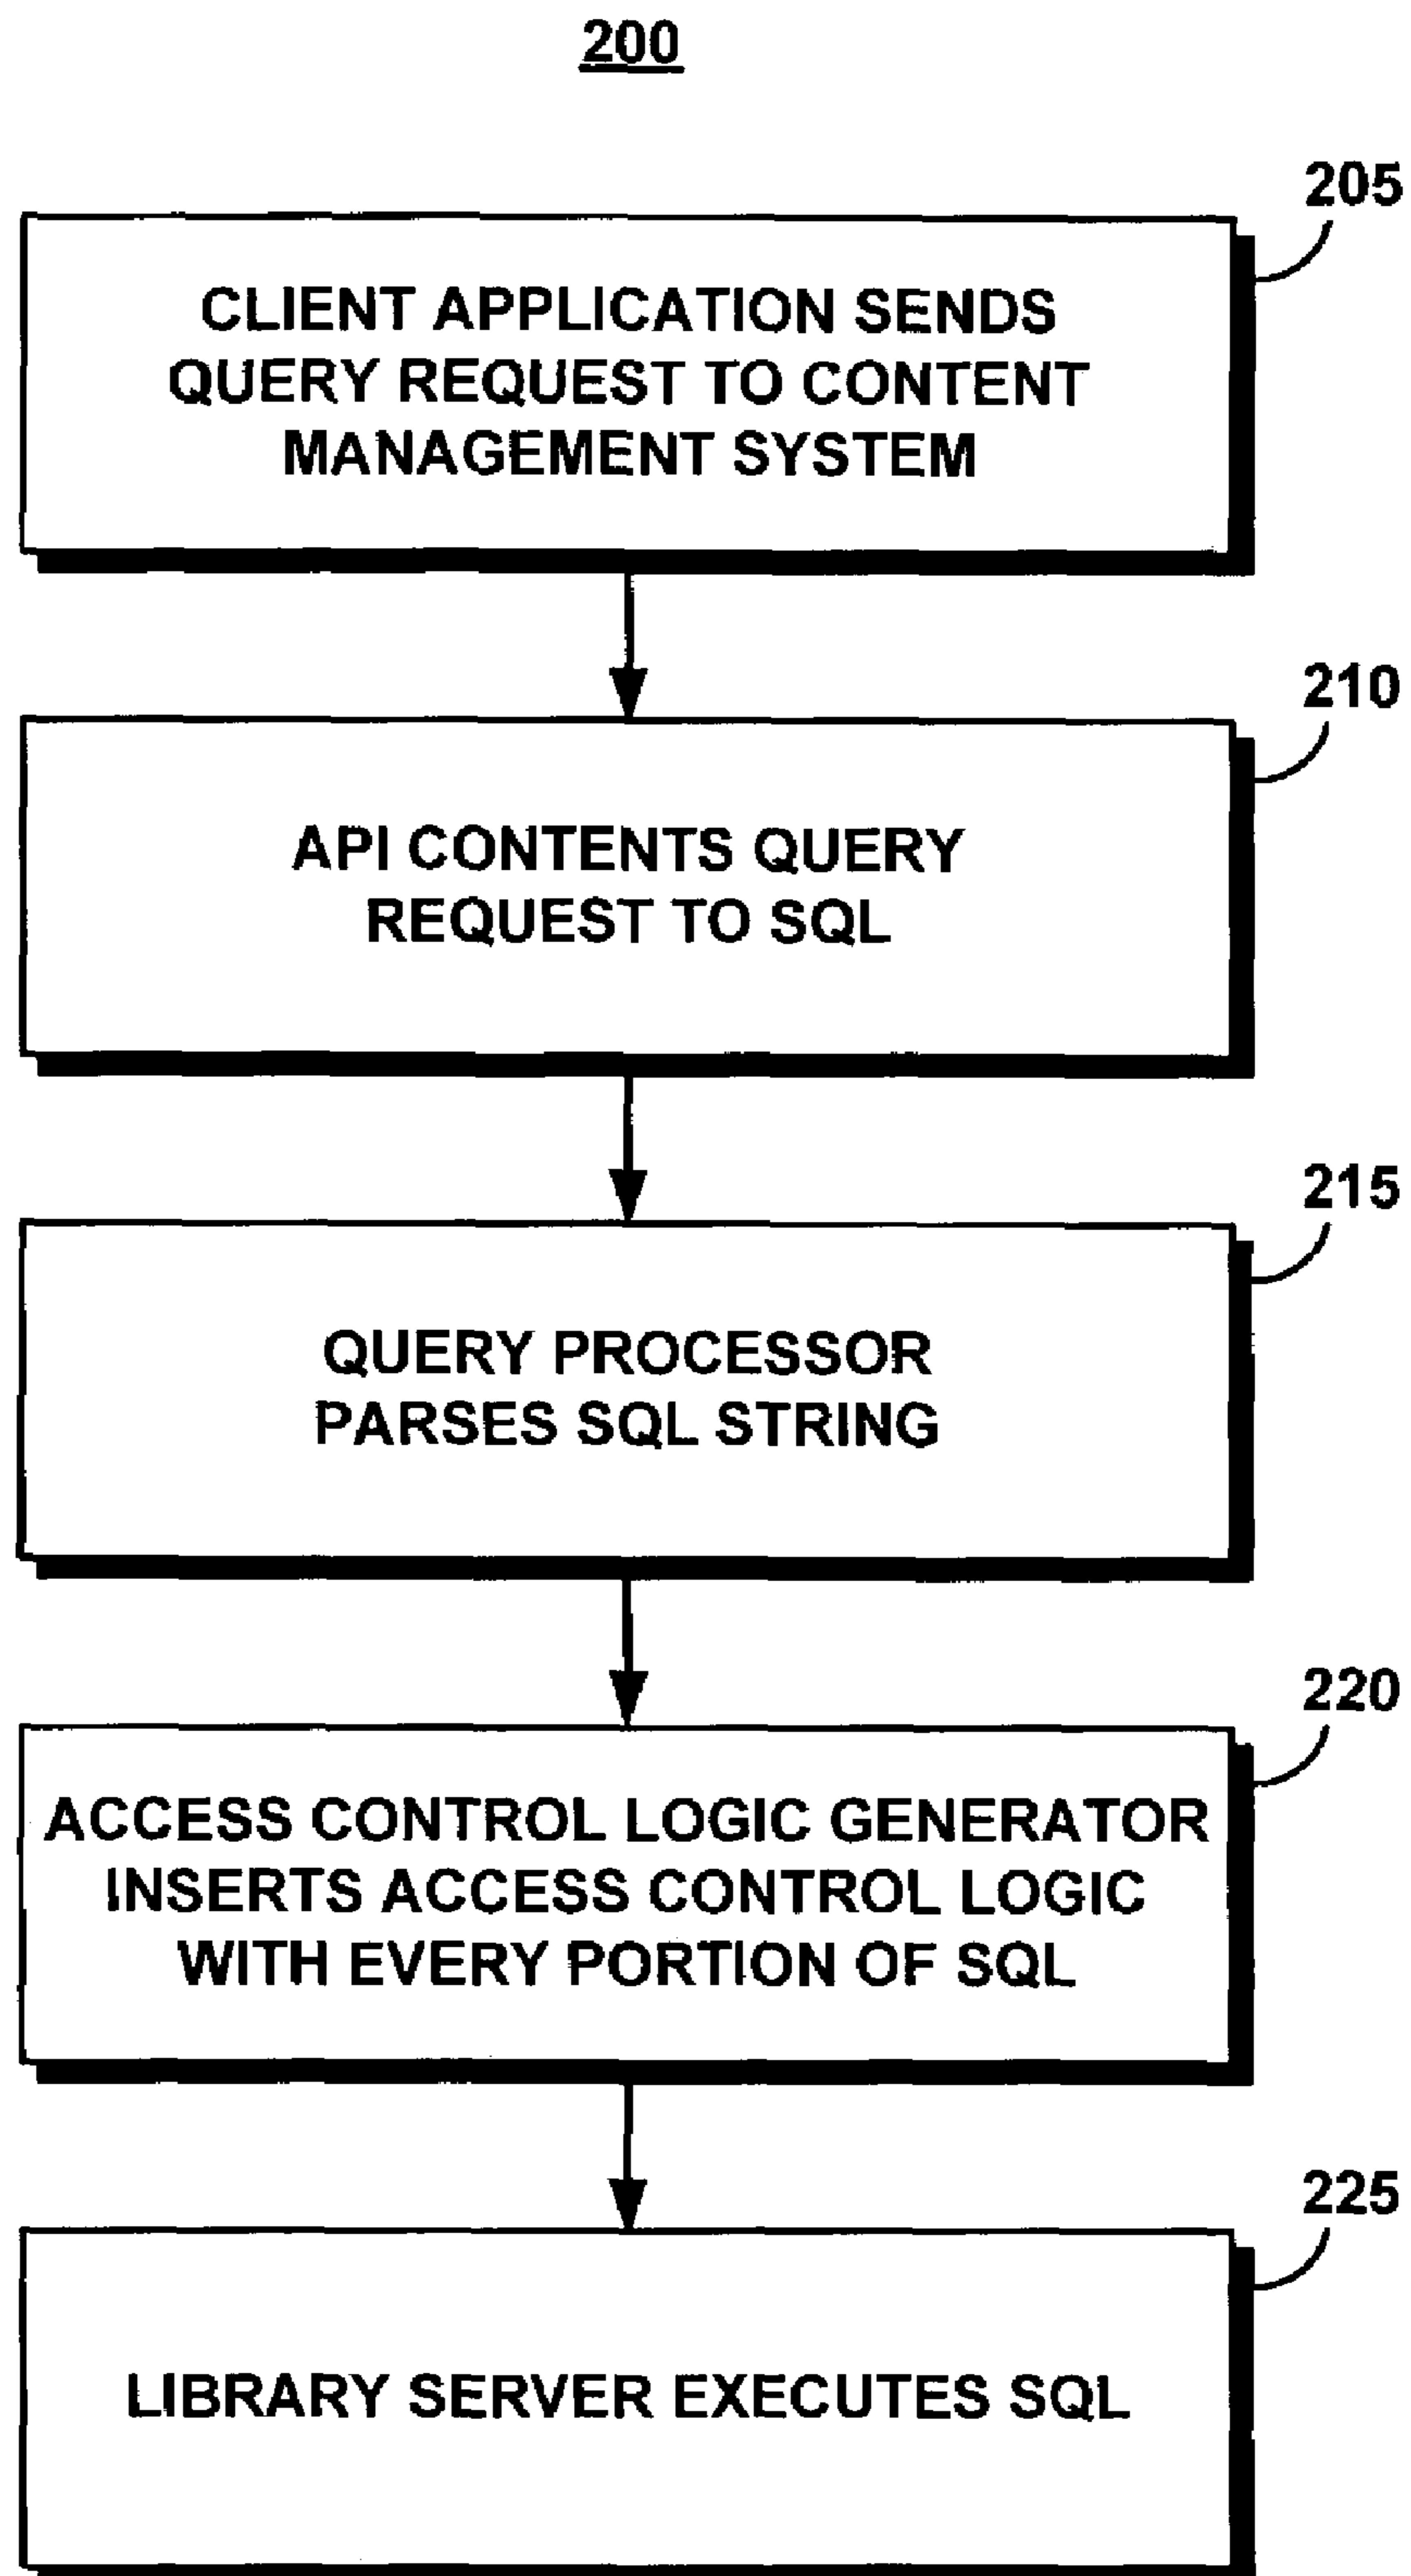 200
205
CLIENT APPLICATION SENDS
QUERY REQUEST TO CONTENT
MANAGEMENT SYSTEM
210
API CONTENTS QUERY
REQUEST TO SQL
215
QUERY PROCESSOR
PARSES SQL STRING
220
ACCESS CONTROL LOGIC GENERATOR
INSERTS ACCESS CONTROL LOGIC
WITH EVERY PORTION OF SQL
225
LIBRARY SERVER EXECUTES SQL